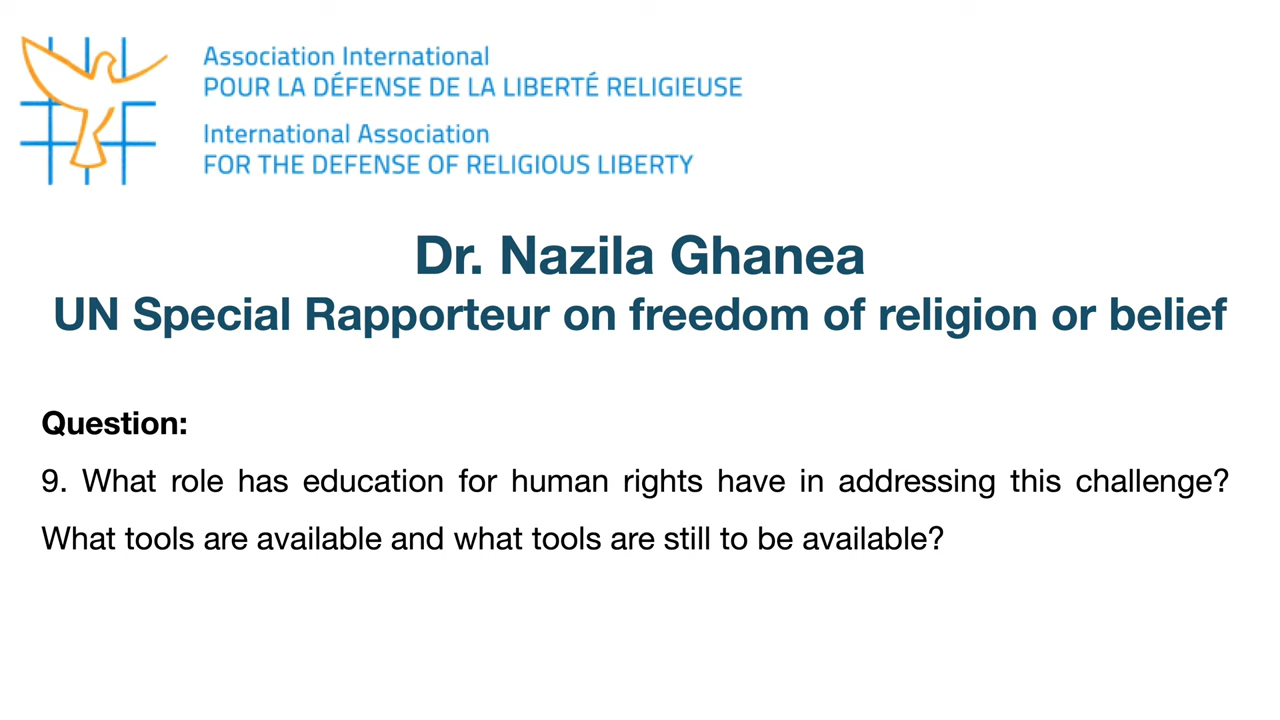 Association International
POUR LA DÉFENSE DE LA LIBERTÉ RELIGIEUSE
International Association
FOR THE DEFENSE OF RELIGIOUS LIBERTY
Dr. Nazila Ghanea
UN Special Rapporteur on freedom of religion or belief
Question:
9. What role has education for human rights have in addressing this challenge?
What tools are available and what tools are still to be available?